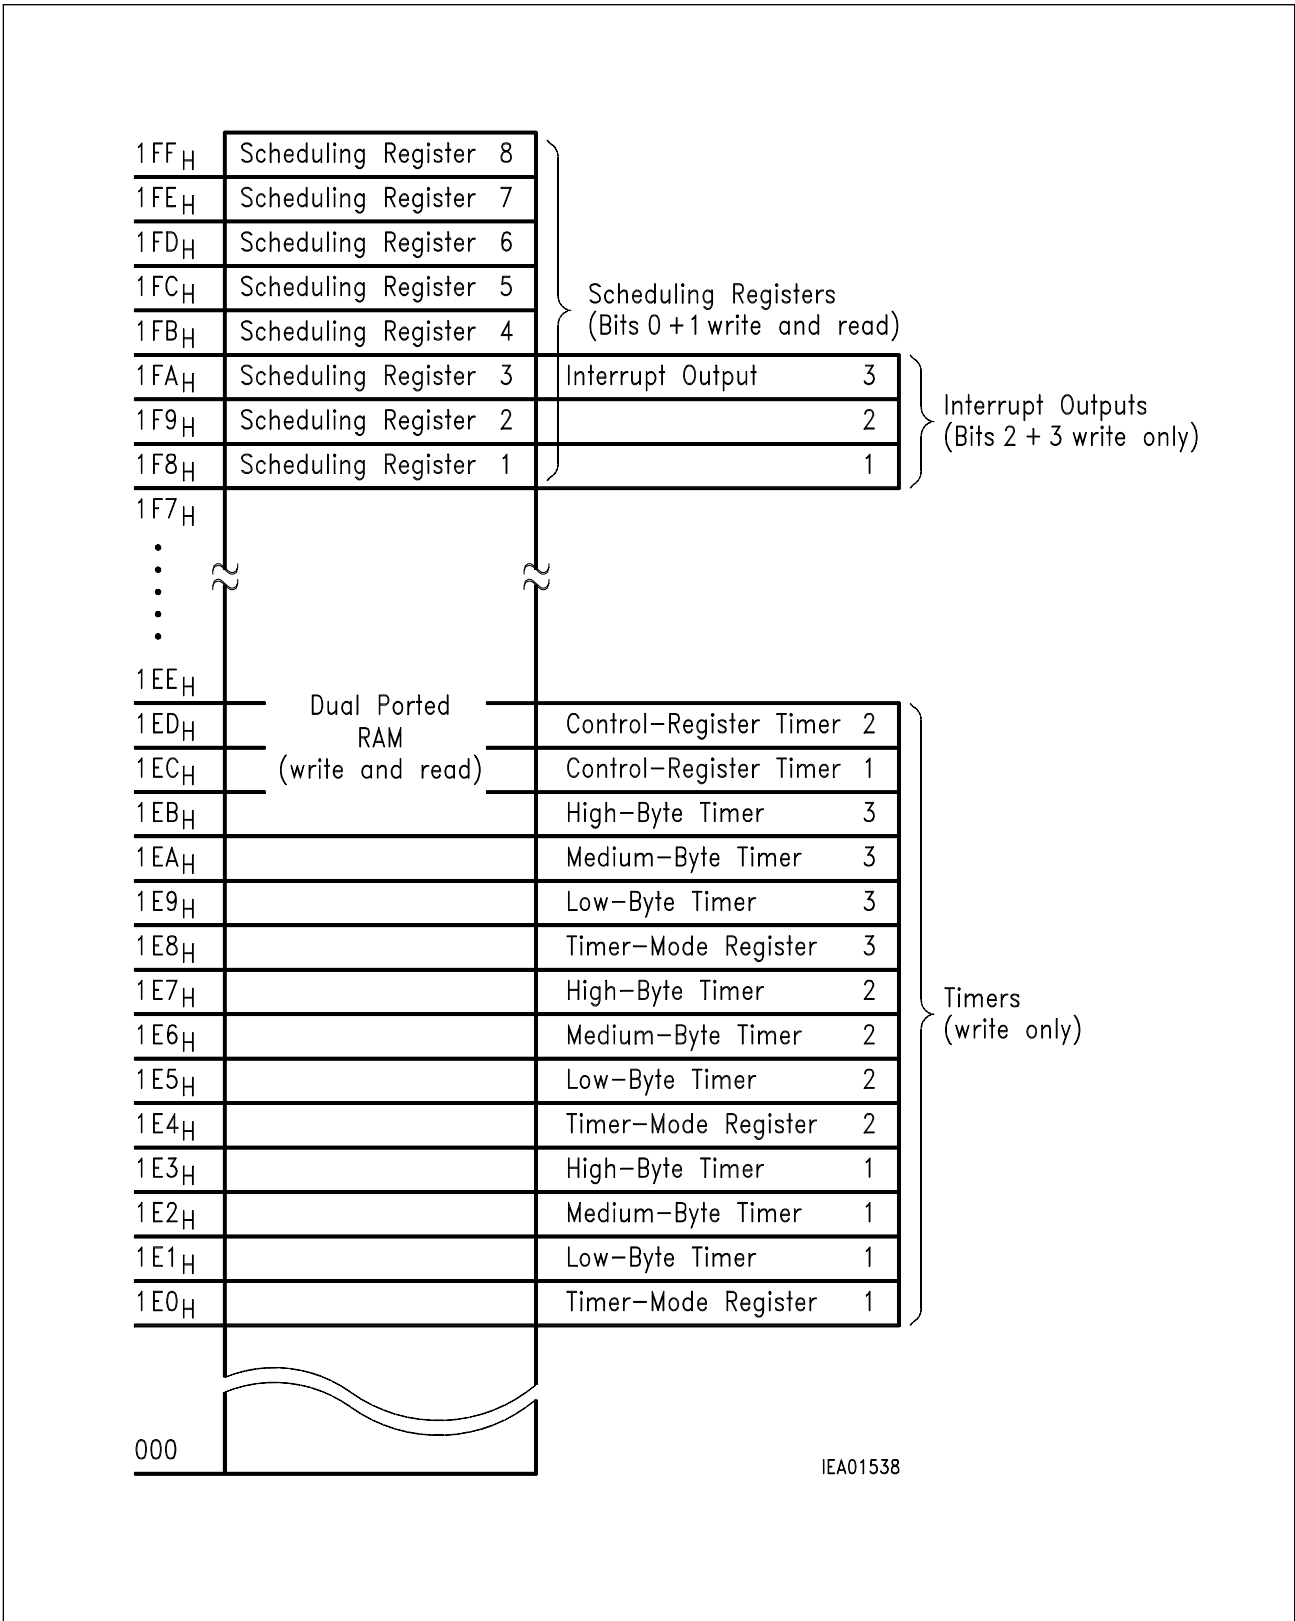 1FFH Scheduling Register 8
1FEH Scheduling Register 7
1FDH Scheduling Register 6
1FCH Scheduling Register 5
Scheduling Registers
1FBH Scheduling Register 4
(Bits 0 + 1 write and read)
1FAH Scheduling Register 3 Interrupt Output 3
Interrupt Outputs
1F9H Scheduling Register 2 2
(Bits 2 + 3 write only)
1F8H Scheduling Register 1 1
1F7H
1EEH
Dual Ported
RAM
(write and read)
1EDH Control-Register Timer 2
1ECH Control-Register Timer 1
1EBH High-Byte Timer 3
1EAH Medium-Byte Timer 3
1E9H Low-Byte Timer 3
1E8H Timer-Mode Register 3
1E7H High-Byte Timer 2
Timers
(write only)
1E6H Medium-Byte Timer 2
1E5H Low-Byte Timer 2
1E4H Timer-Mode Register 2
1E3H High-Byte Timer 1
1E2H Medium-Byte Timer 1
1E1H Low-Byte Timer 1
1E0H Timer-Mode Register 1
000
IEA01538